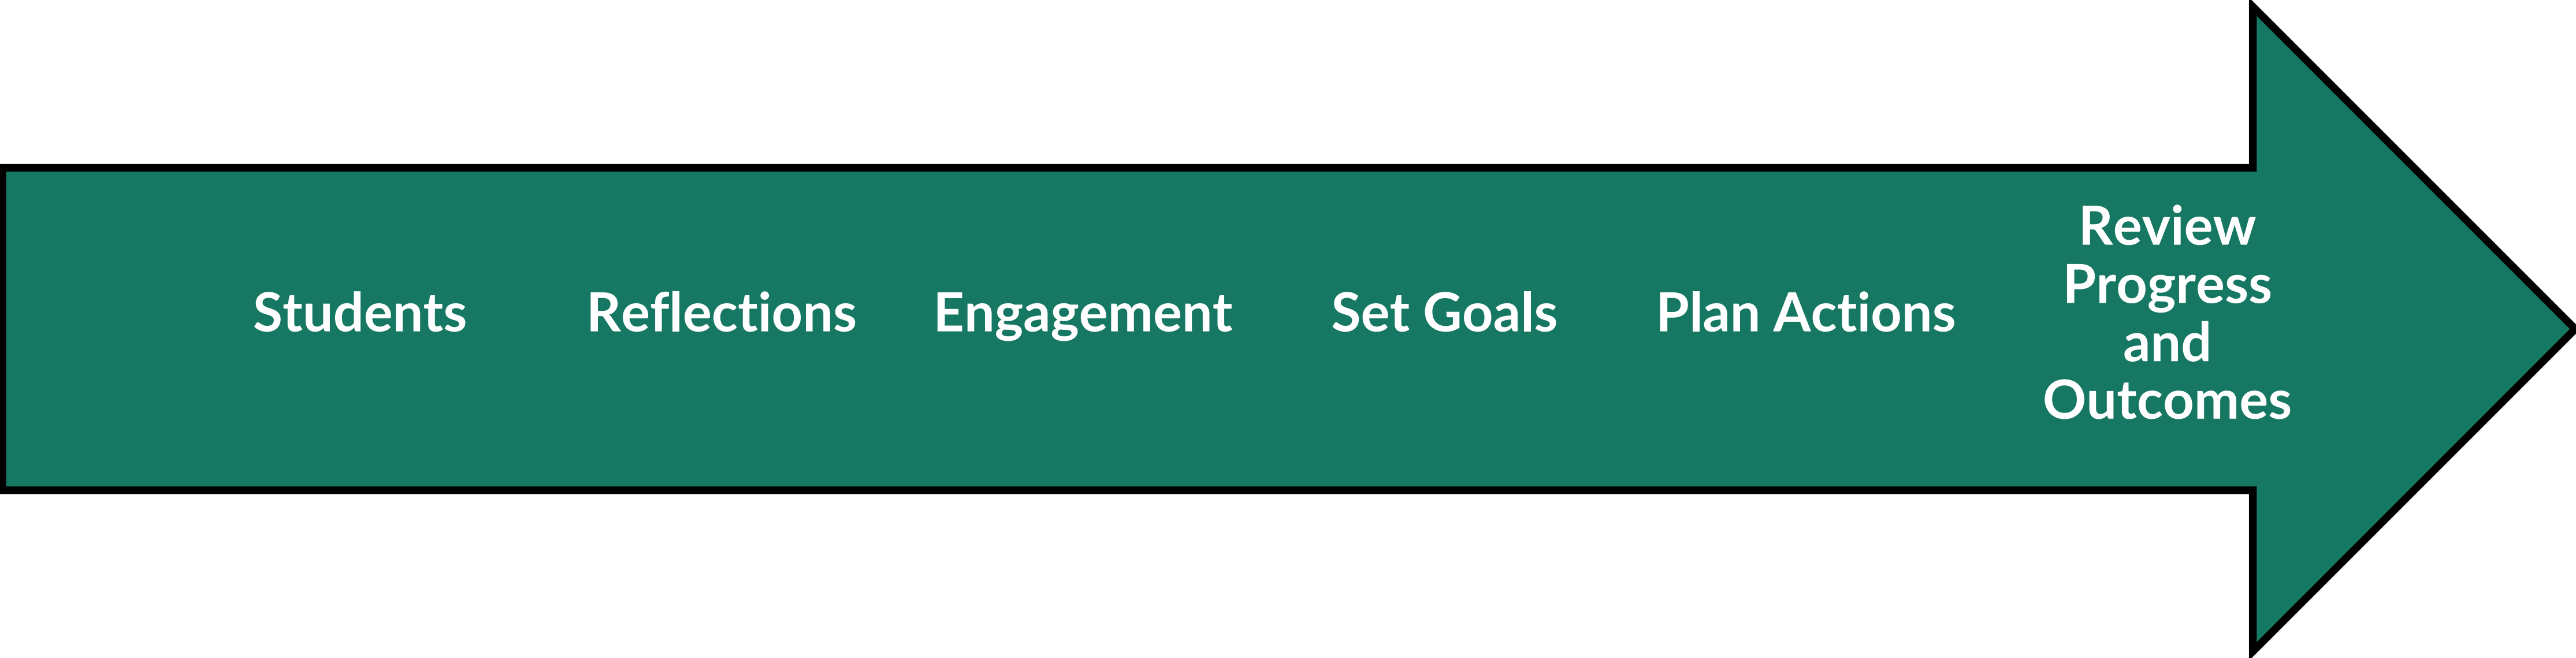 Students
Reflections
Engagement
Set Goals
Plan Actions
Review
Progress
and
Outcomes